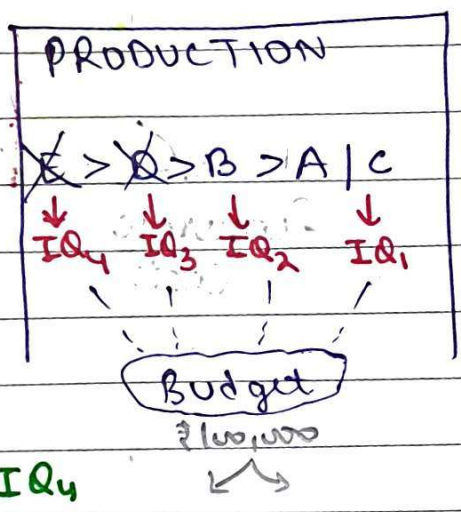 PRODUCTION
E > D > B > A | C
IQ4 IQ3 IQ2 IQ1
Budget
₹100,000
IQ4